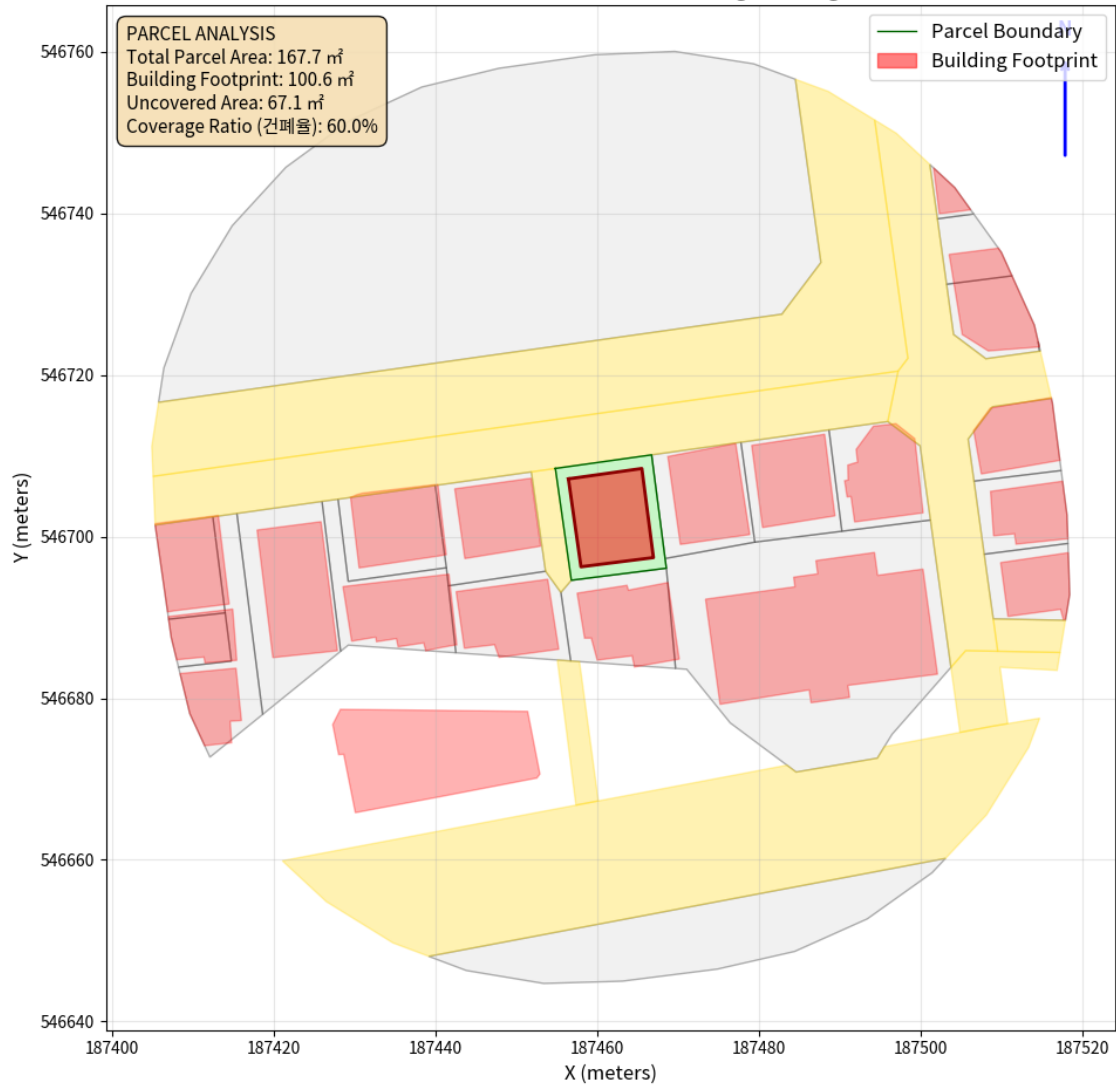 PARCEL ANALYSIS
Total Parcel Area: 167.7 ㎡
Building Footprint: 100.6 ㎡
Uncovered Area: 67.1 ㎡
Coverage Ratio (건폐율): 60.0%
Parcel Boundary
Building Footprint
N
546760
546740
546720
546700
546680
546660
546640
Y (meters)
187400
187420
187440
187460
187480
187500
187520
X (meters)